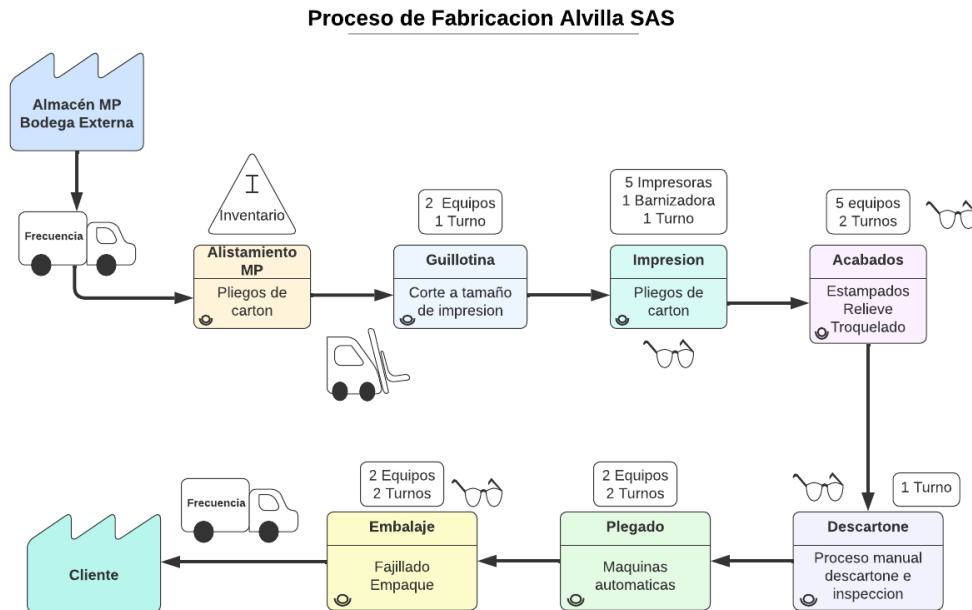 Proceso de Fabricacion Alvilla SAS
Almacén MP
Bodega Externa
Frecuencia
I
Inventario
Alistamiento
MP
Pliegos de
carton
2 Equipos
1 Turno
Guillotina
Corte a tamaño
de impresion
5 Impresoras
1 Barnizadora
1 Turno
Impresion
Pliegos de
carton
5 equipos
2 Turnos
Acabados
Estampados
Relieve
Troquelado
1 Turno
Descartone
Proceso manual
descartone e
inspeccion
2 Equipos
2 Turnos
Plegado
Maquinas
automaticas
2 Equipos
2 Turnos
Embalaje
Fajillado
Empaque
Frecuencia
Cliente